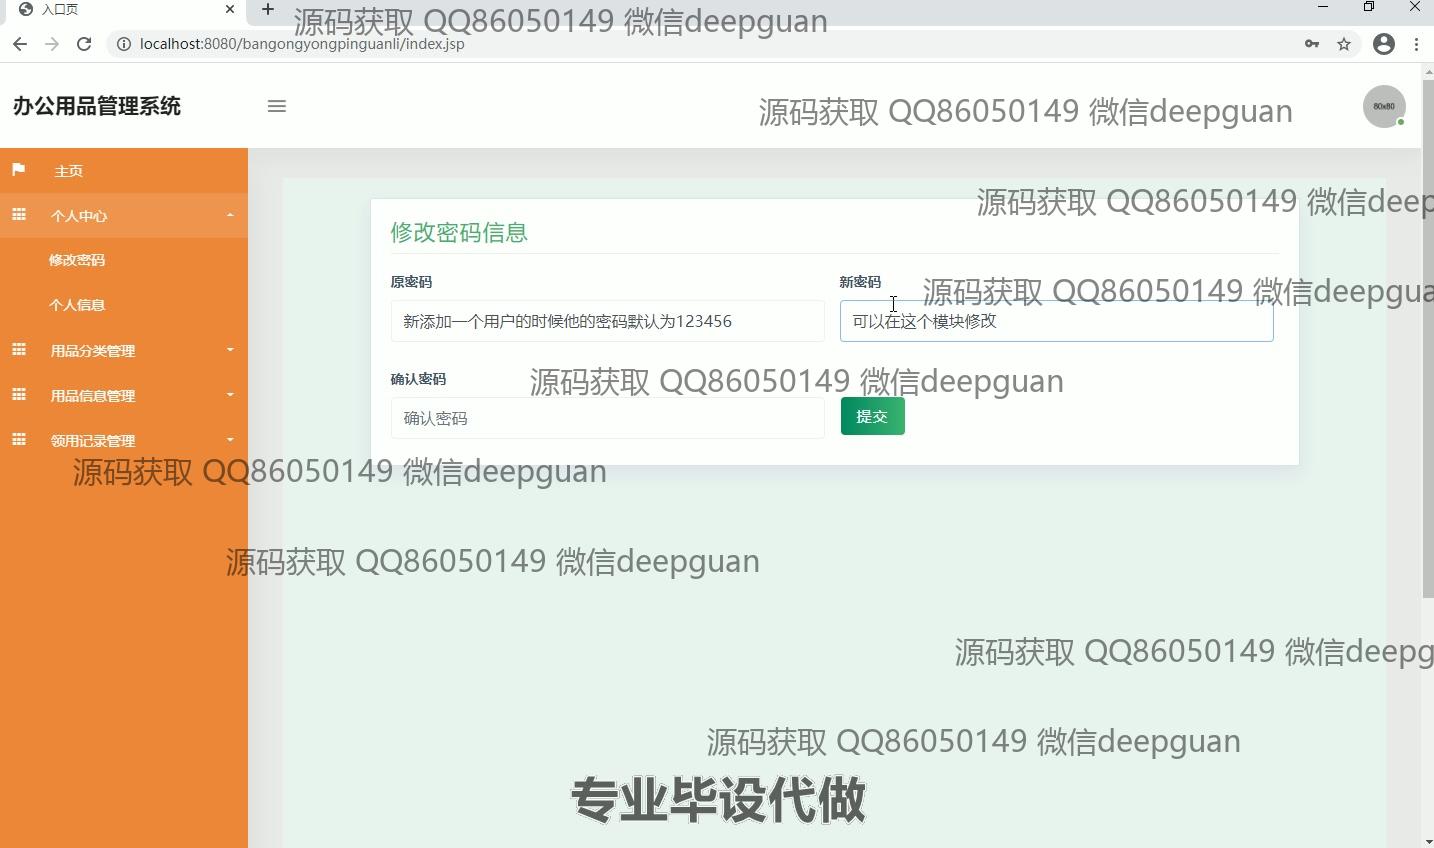 入口页
源码获取 QQ86050149 微信deepguan
localhost:8080/bangongyongpinguanli/index.jsp
办公用品管理系统
源码获取 QQ86050149 微信deepguan
80x80
主页
源码获取 QQ86050149 微信deep
个人中心
修改密码信息
修改密码
原密码
新密码
源码获取 QQ86050149 微信deepgua
个人信息
新添加一个用户的时候他的密码默认为123456
可以在这个模块修改
用品分类管理
确认密码
源码获取 QQ86050149 微信deepguan
用品信息管理
确认密码
提交
领用记录管理
源码获取 QQ86050149 微信deepguan
源码获取 QQ86050149 微信deepguan
源码获取 QQ86050149 微信deepg
源码获取 QQ86050149 微信deepguan
专业毕设代做